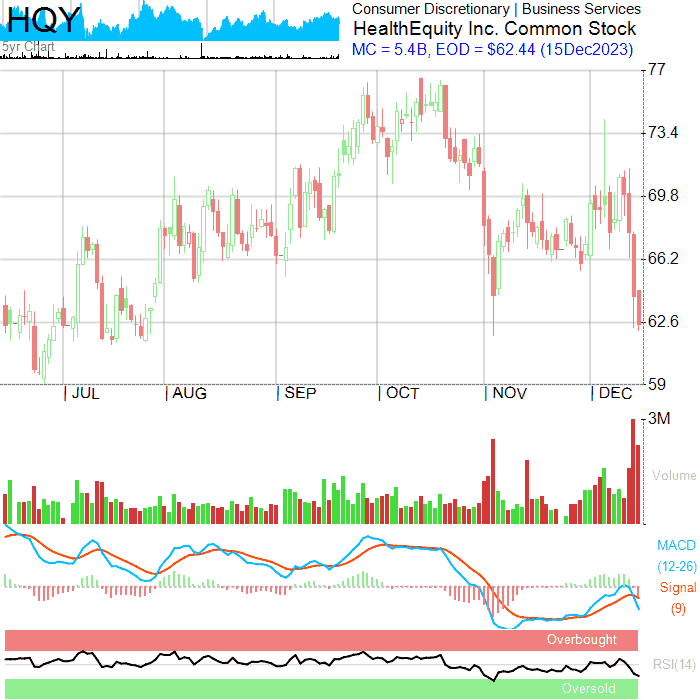 HQY
5yr Chart
Consumer Discretionary | Business Services
HealthEquity Inc. Common Stock
MC = 5.4B, EOD = $62.44 (15Dec2023)
77
73.4
69.8
66.2
62.6
59
| JUL | AUG | SEP | OCT | NOV | DEC
3M
Volume
MACD
(12-26)
Signal
(9)
Overbought
RSI(14)
Oversold